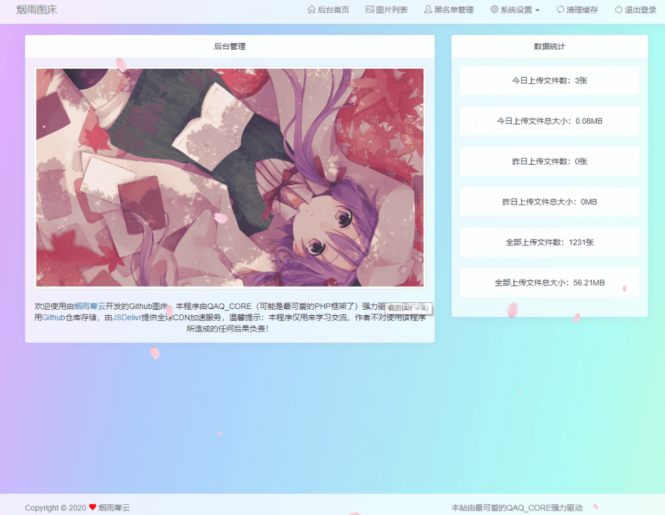 烟雨图床
后台首页 图片列表 黑名单管理 系统设置 清理缓存 退出登录
后台管理
欢迎使用由烟雨寒云开发的Github图床，本程序由QAQ_CORE（可能是最可爱的PHP框架了）强力驱
用Github仓库存储，由JSDelivr提供全球CDN加速服务，温馨提示：本程序仅用来学习交流，作者不对使用该程序
所造成的任何后果负责！
数据统计
今日上传文件数：3张
今日上传文件总大小：0.08MB
昨日上传文件数：0张
昨日上传文件总大小：0MB
全部上传文件数：1231张
全部上传文件总大小：56.21MB
Copyright © 2020 烟雨寒云
本站由最可爱的QAQ_CORE强力驱动